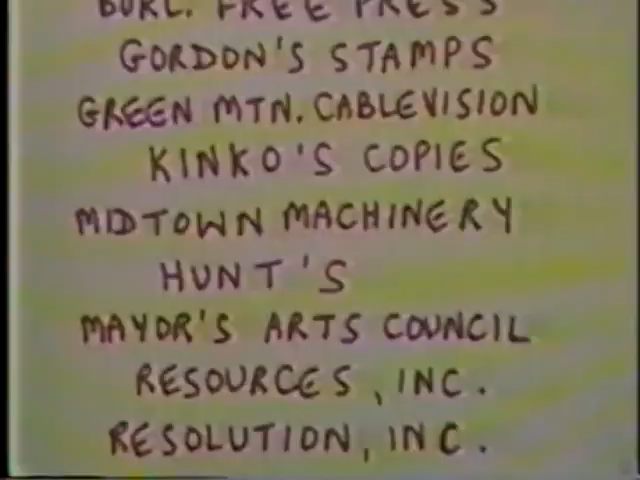 BURL. FREE PRESS
GORDON'S STAMPS
GREEN MTN. CABLEVISION
KINKO'S COPIES
MIDTOWN MACHINERY
HUNT'S
MAYOR'S ARTS COUNCIL
RESOURCES, INC.
RESOLUTION, INC.